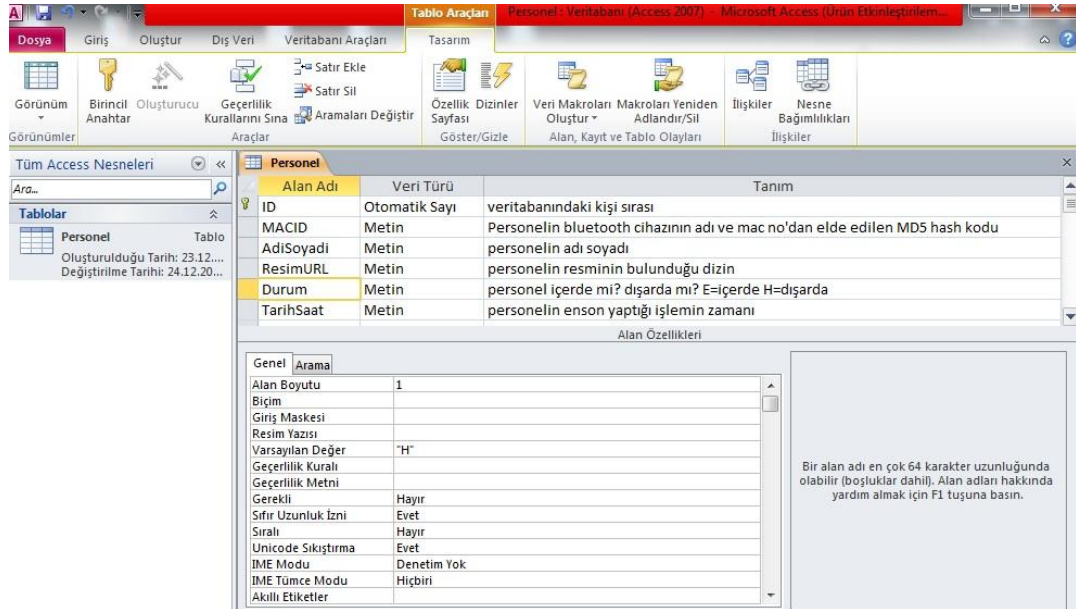 Tablo Araçları Personel : Veritabanı (Access 2007) - Microsoft Access (Ürün Etkinleştirilem...
Dosya Giriş Oluştur Dış Veri Veritabanı Araçları Tasarım
Görünüm
Birincil Anahtar
Oluşturucu
Geçerlilik Kurallarını Sına
Satır Ekle
Satır Sil
Aramaları Değiştir
Özellik Sayfası
Dizinler
Veri Makroları Oluştur
Makroları Yeniden Adlandır/Sil
İlişkiler
Nesne Bağımlılıkları
Görünümler Araçlar Göster/Gizle Alan, Kayıt ve Tablo Olayları İlişkiler
Tüm Access Nesneleri
Ara...
Tablolar
Personel Tablo
Oluşturulduğu Tarih: 23.12....
Değiştirilme Tarihi: 24.12.20...
Personel
Alan Adı Veri Türü Tanım
ID Otomatik Sayı veritabanındaki kişi sırası
MACID Metin Personelin bluetooth cihazının adı ve mac no'dan elde edilen MD5 hash kodu
AdiSoyadi Metin personelin adı soyadı
ResimURL Metin personelin resminin bulunduğu dizin
Durum Metin personel içerde mi? dışarda mı? E=içerde H=dışarda
TarihSaat Metin personelin enson yaptığı işlemin zamanı
Alan Özellikleri
Genel Arama
Alan Boyutu 1
Biçim
Giriş Maskesi
Resim Yazısı
Varsayılan Değer "H"
Geçerlilik Kuralı
Geçerlilik Metni
Gerekli Hayır
Sıfır Uzunluk İzni Evet
Sıralı Hayır
Unicode Sıkıştırma Evet
IME Modu Denetim Yok
IME Tümce Modu Hiçbiri
Akıllı Etiketler
Bir alan adı en çok 64 karakter uzunluğunda
olabilir (boşluklar dahil). Alan adları hakkında
yardım almak için F1 tuşuna basın.